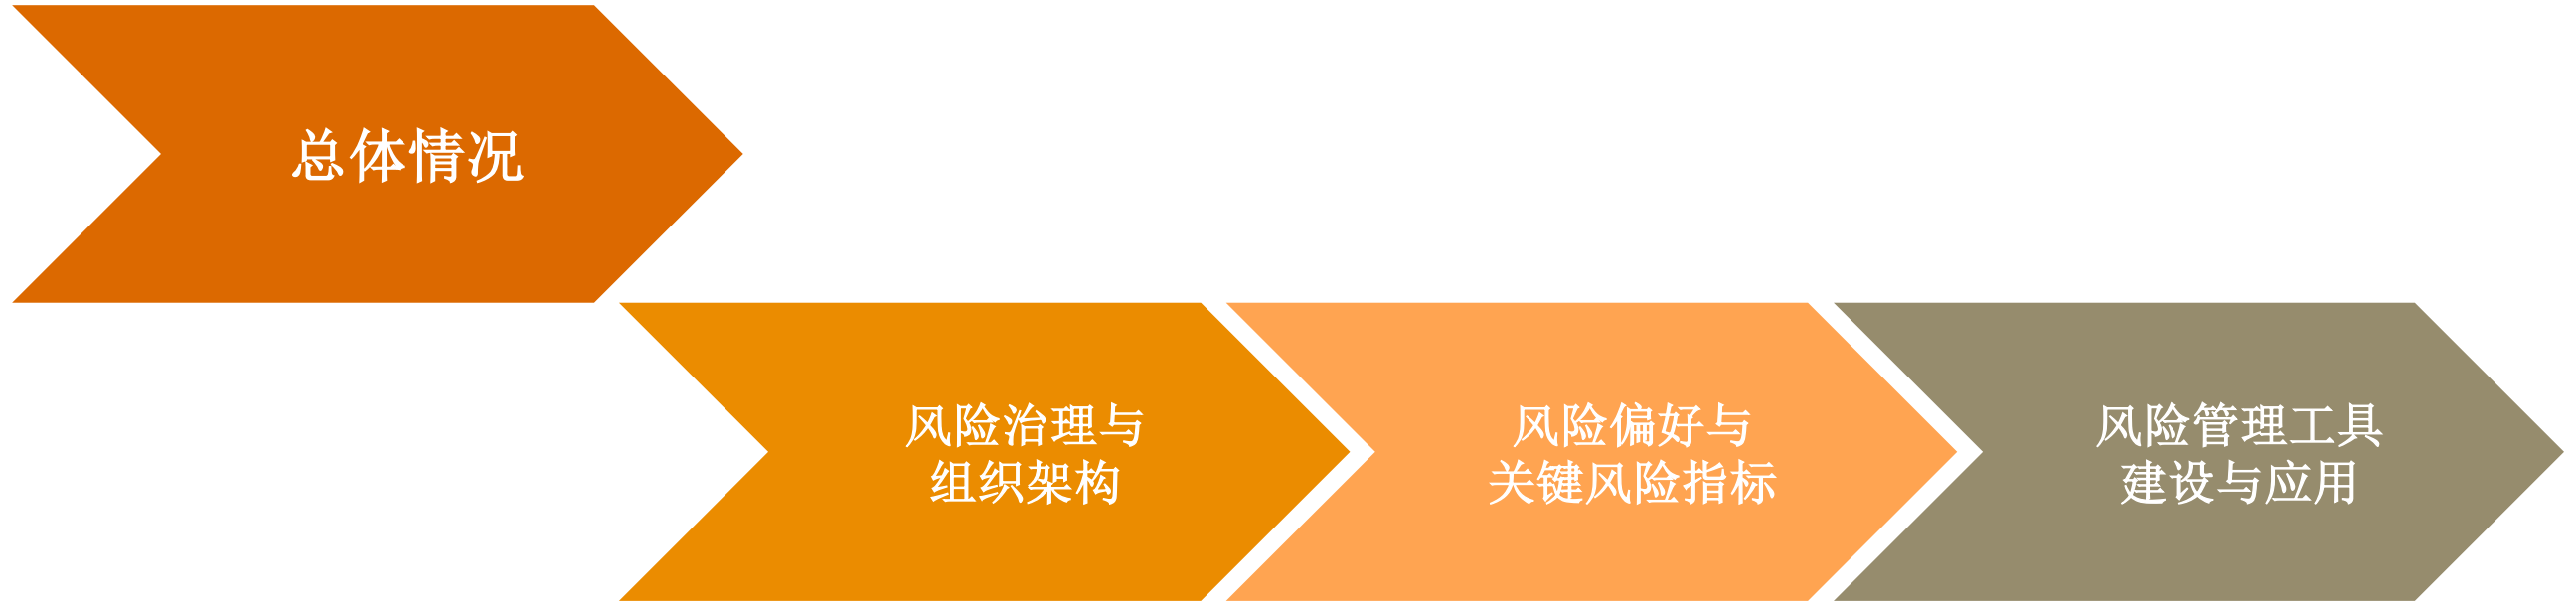 总体情况
风险治理与
组织架构
风险偏好与
关键风险指标
风险管理工具
建设与应用